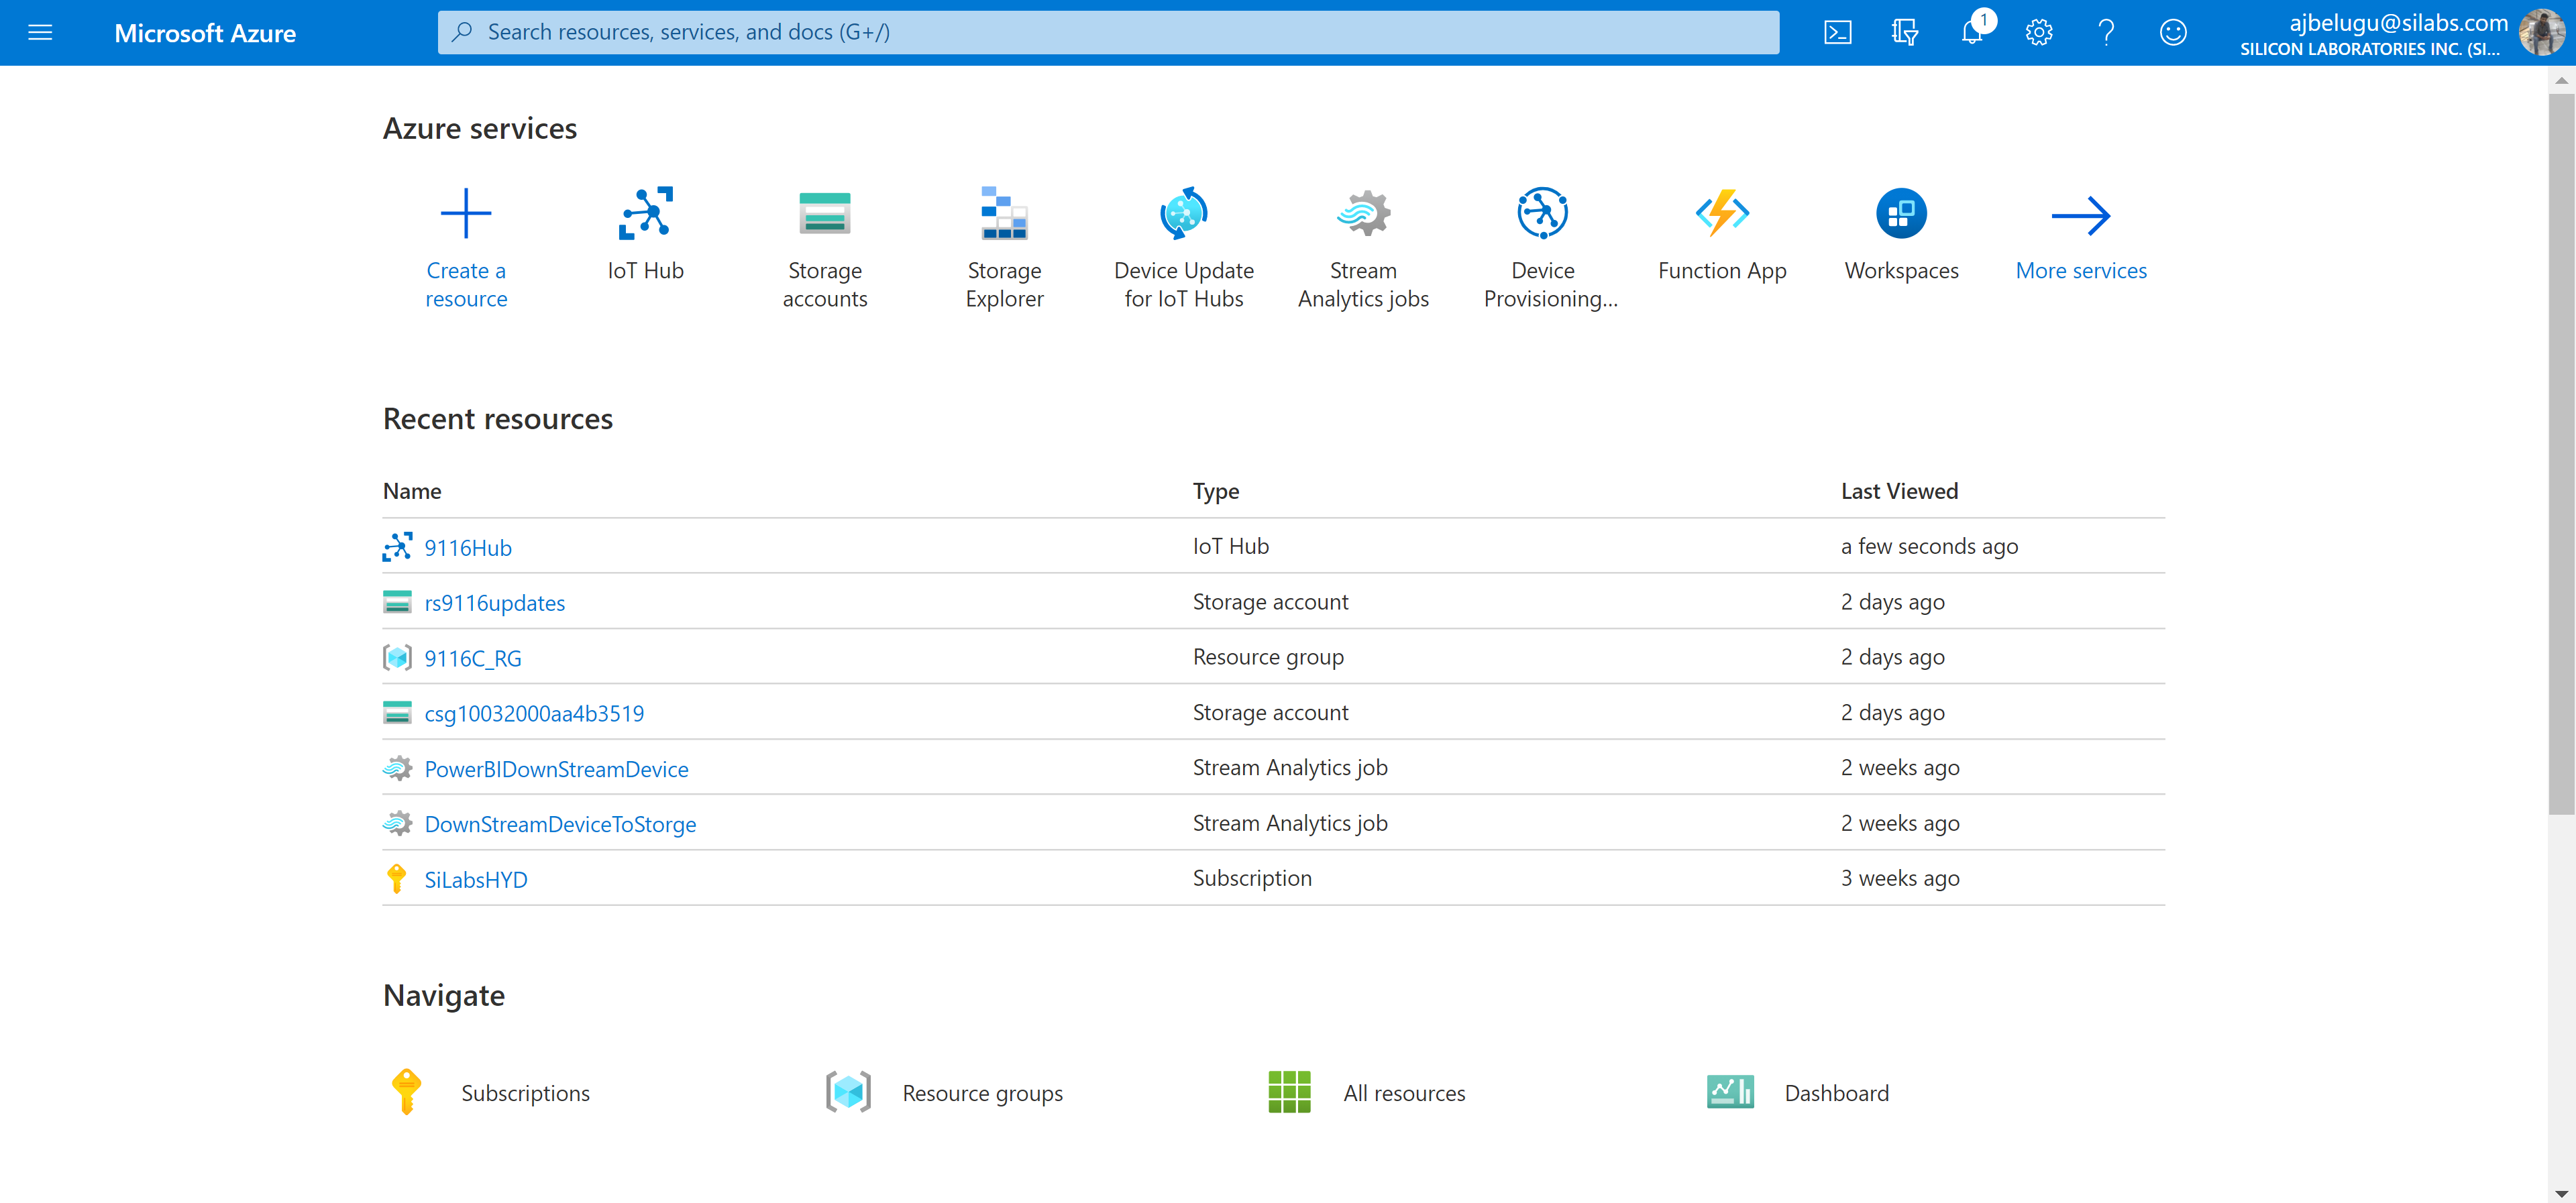 Microsoft Azure
Search resources, services, and docs (G+/)
1
ajbelugu@silabs.com
SILICON LABORATORIES INC. (SI...
Azure services
Create a
resource
IoT Hub
Storage
accounts
Storage
Explorer
Device Update
for IoT Hubs
Stream
Analytics jobs
Device
Provisioning...
Function App
Workspaces
More services
Recent resources
Name Type Last Viewed
9116Hub IoT Hub a few seconds ago
rs9116updates Storage account 2 days ago
9116C_RG Resource group 2 days ago
csg10032000aa4b3519 Storage account 2 days ago
PowerBIDownStreamDevice Stream Analytics job 2 weeks ago
DownStreamDeviceToStorge Stream Analytics job 2 weeks ago
SiLabsHYD Subscription 3 weeks ago
Navigate
Subscriptions Resource groups All resources Dashboard